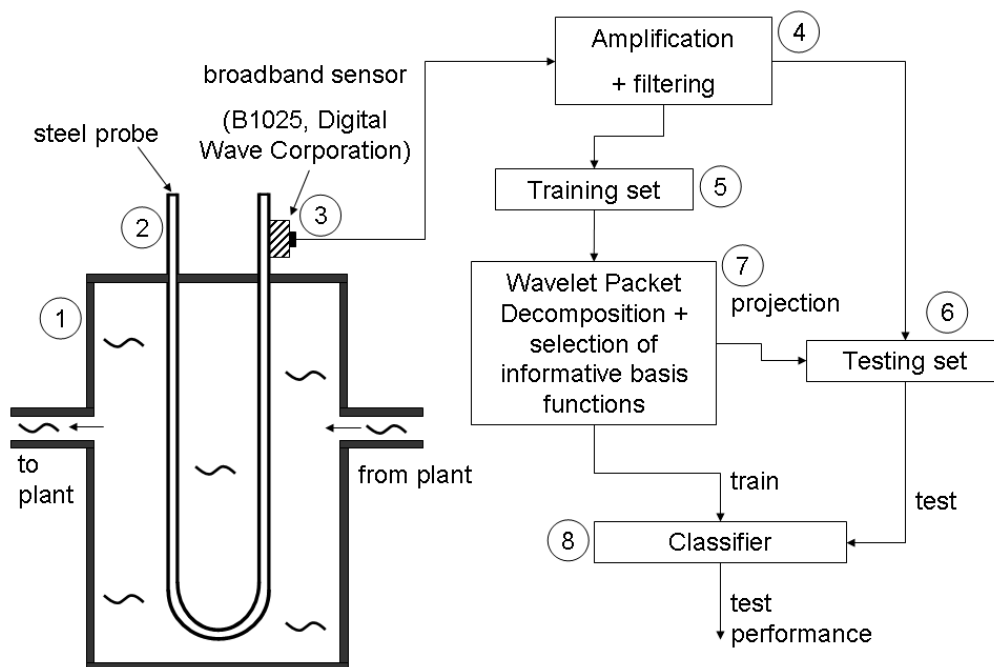 broadband sensor
(B1025, Digital
Wave Corporation)
steel probe
1
2
3
to
plant
from plant
4
Amplification
+ filtering
Training set
5
7
Wavelet Packet
Decomposition +
selection of
informative basis
functions
projection
6
Testing set
train
test
8
Classifier
test
performance